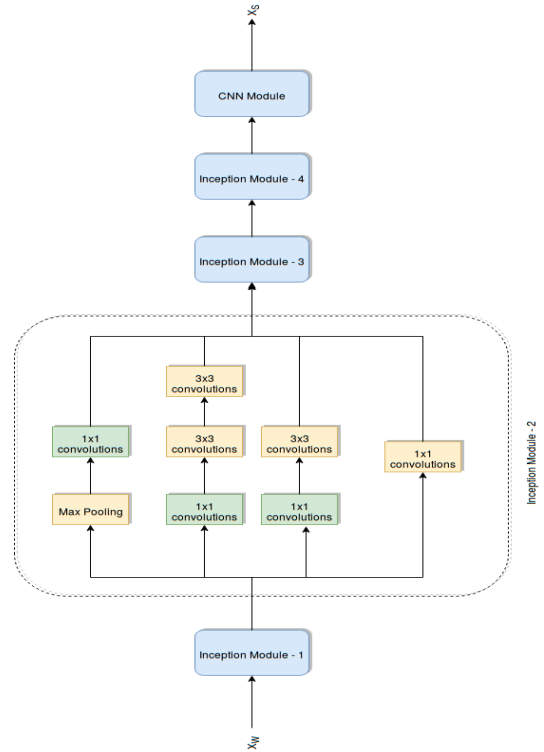 X_S
CNN Module
Inception Module - 4
Inception Module - 3
3x3
convolutions
1x1
convolutions
3x3
convolutions
3x3
convolutions
1x1
convolutions
Max Pooling
1x1
convolutions
1x1
convolutions
Inception Module - 2
Inception Module - 1
X_W